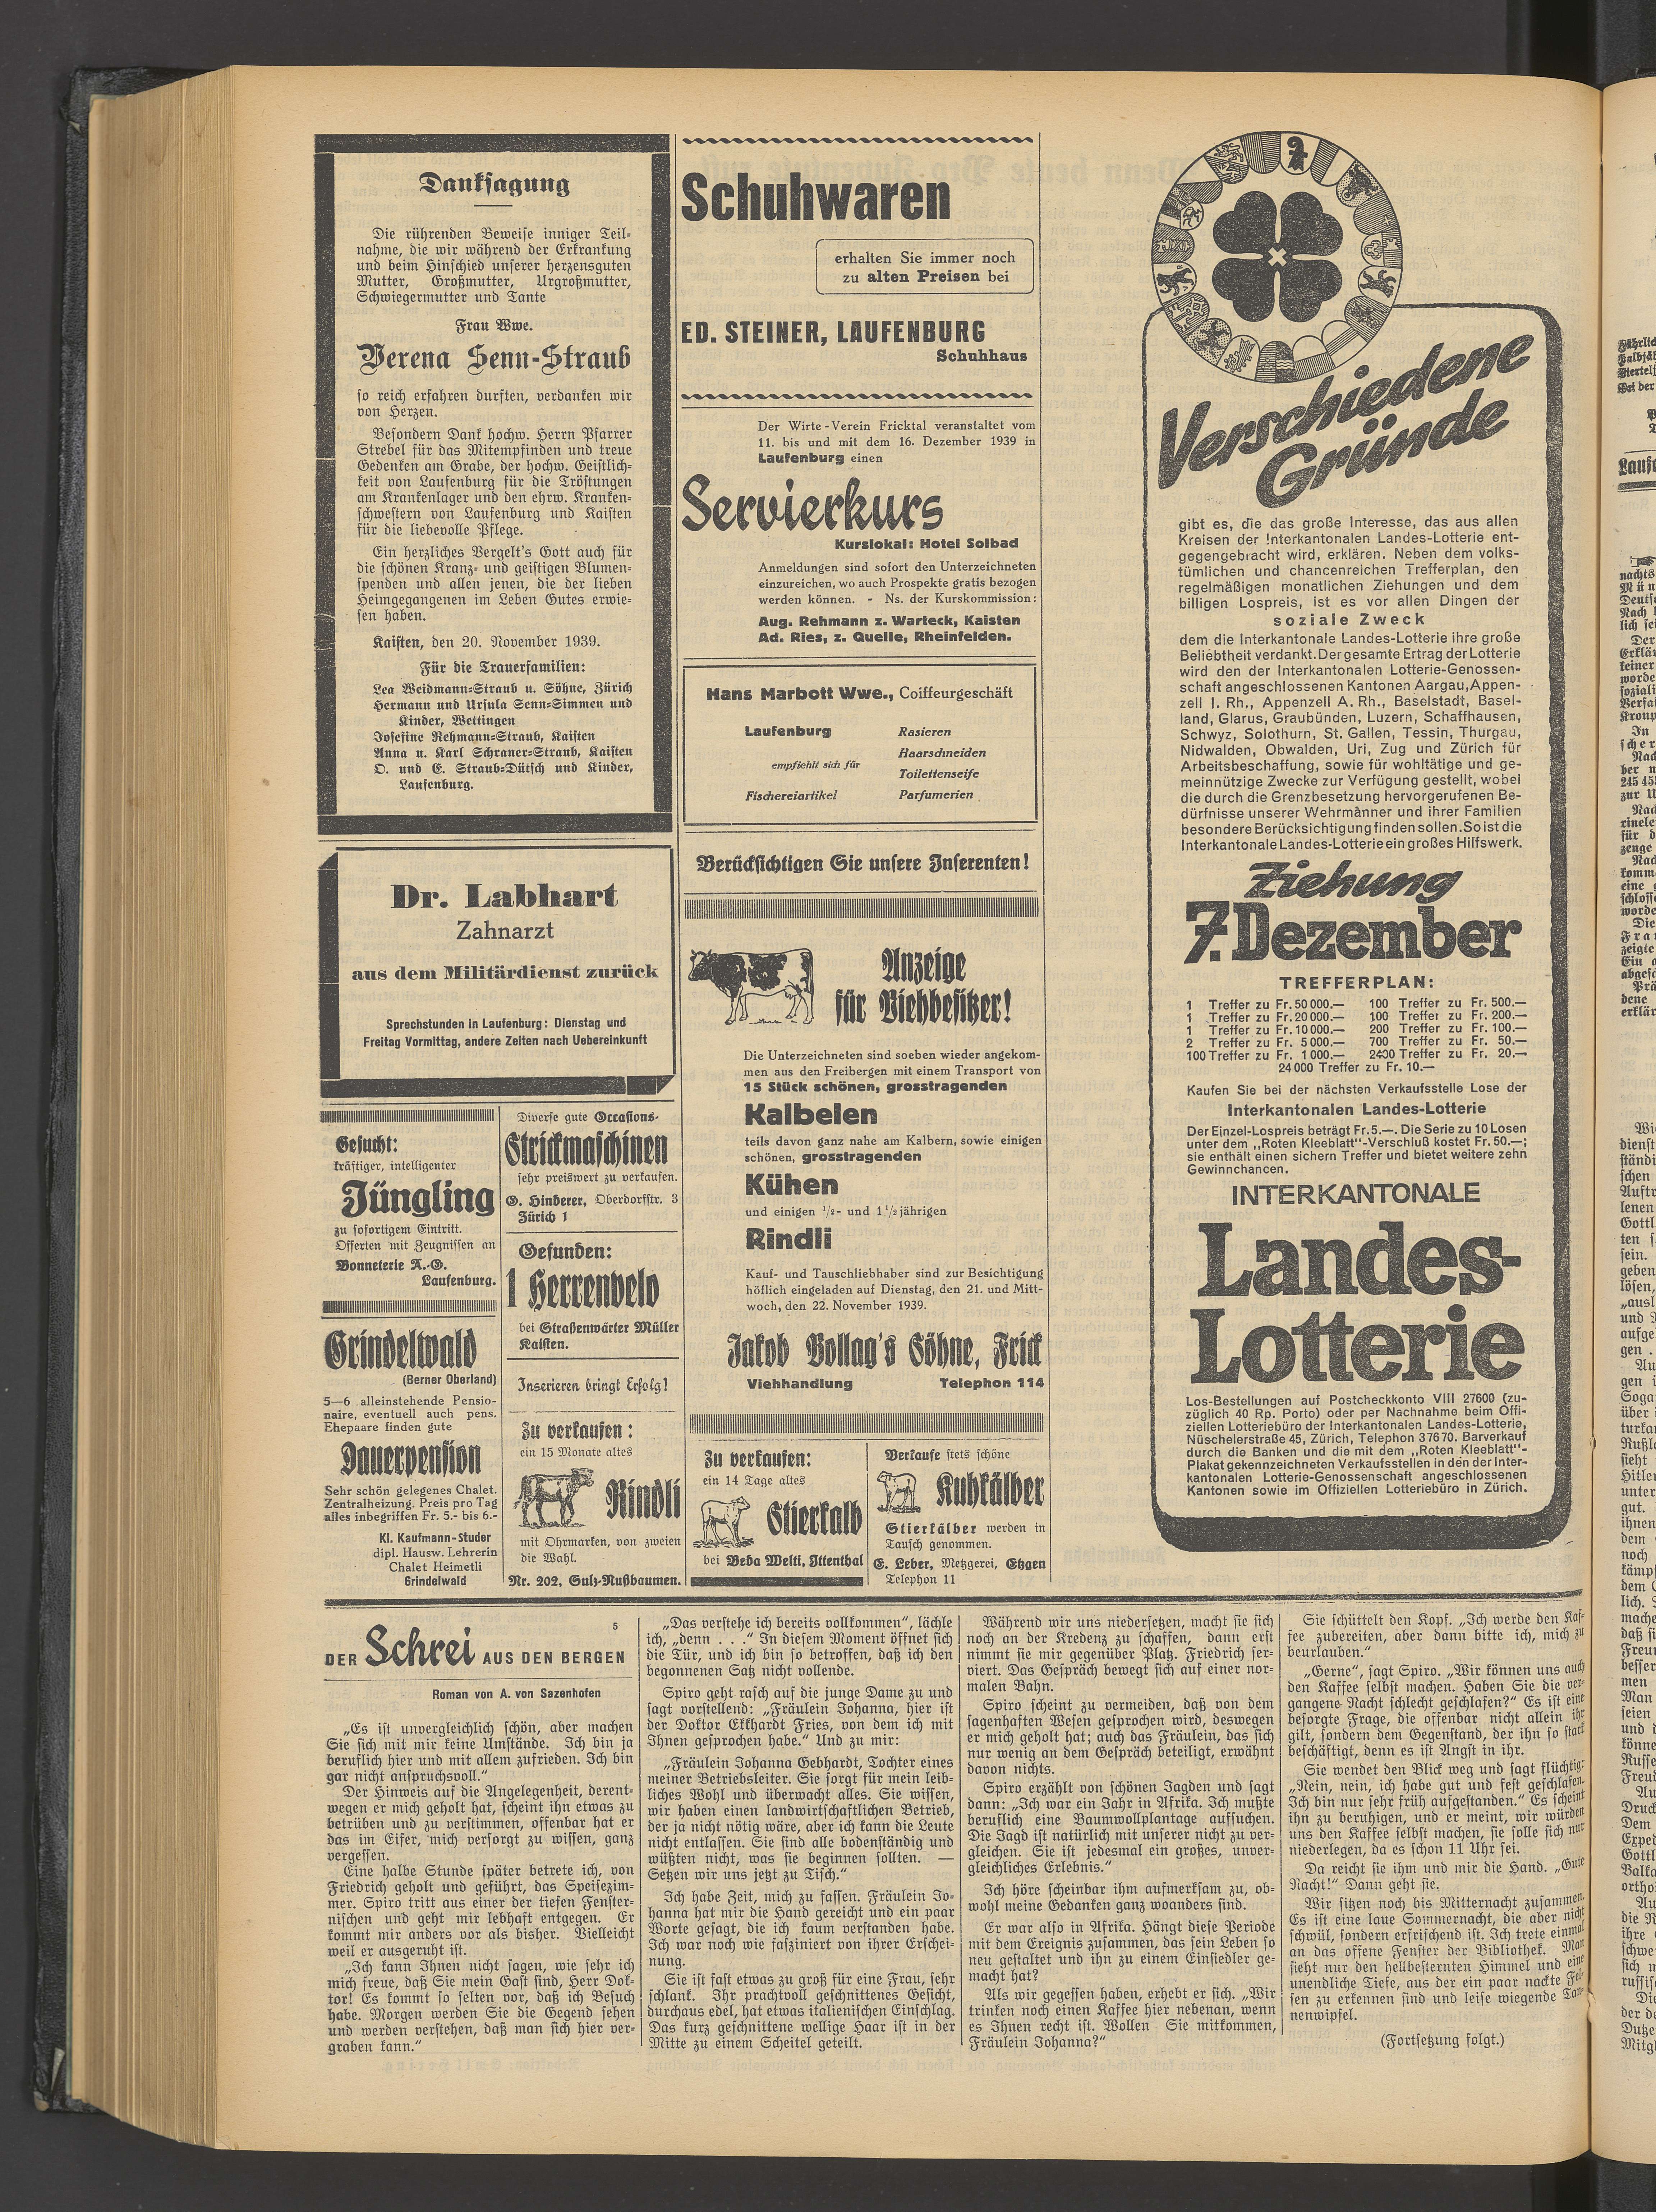 Danksagung
Die rührenden Beweise inniger Teil-
nahme, die wir während der Erkrankung
und beim Hinschied unserer herzensguten
Mutter, Großmutter, Urgroßmutter,
Schwiegermutter und Tante
Frau Wwe.
Verena Senn-Straub
so reich erfahren durften, verdanken wir
von Herzen.
Besondern Dank hochw. Herrn Pfarrer
Strebel für das Mitempfinden und treue
Gedenken am Grabe, der hochw. Geistlich-
keit von Laufenburg für die Tröstungen
am Krankenlager und den ehrw. Kranken-
schwestern von Laufenburg und Kaisten
für die liebevolle Pflege.
Ein herzliches Vergelt's Gott auch für
die schönen Kranz- und geistigen Blumen-
spenden und allen jenen, die der lieben
Heimgegangenen im Leben Gutes erwie-
sen haben.
Kaisten, den 20. November 1939.
Für die Trauerfamilien:
Lea Weidmann-Straub u. Söhne, Zürich
Hermann und Ursula Senn-Simmen und
Kinder, Wettingen
Josefine Rehmann-Straub, Kaisten
Anna u. Karl Schraner-Straub, Kaisten
O. und E. Straub-Dütsch und Kinder,
Laufenburg.
Dr. Labhart
Zahnarzt
aus dem Militärdienst zurück
Sprechstunden in Laufenburg: Dienstag und
Freitag Vormittag, andere Zeiten nach Uebereinkunft
Gesucht:
kräftiger, intelligenter
Jüngling
zu sofortigem Eintritt.
Offerten mit Zeugnissen an
Bonneterie A.-G.
Laufenburg.
Grindelwald
(Berner Oberland)
5—6 alleinstehende Pensio-
naire, eventuell auch pens.
Ehepaare finden gute
Dauerpension
Sehr schön gelegenes Chalet.
Zentralheizung. Preis pro Tag
alles inbegriffen Fr. 5.- bis 6.-
Kl. Kaufmann-Studer
dipl. Hausw. Lehrerin
Chalet Heimetli
Grindelwald
Diverse gute Occasions-
Strickmaschinen
sehr preiswert zu verkaufen.
G. Hinderer, Oberdorfstr. 3
Zürich 1
Gefunden:
1 Herrenvelo
bei Straßenwärter Müller
Kaisten.
Inserieren bringt Erfolg!
Zu verkaufen:
ein 15 Monate altes
Rindli
mit Ohrmarken, von zweien
die Wahl.
Nr. 202, Sulz-Nußbaumen.
Schuhwaren
erhalten Sie immer noch
zu alten Preisen bei
ED. STEINER, LAUFENBURG
Schuhhaus
Der Wirte-Verein Fricktal veranstaltet vom
11. bis und mit dem 16. Dezember 1939 in
Laufenburg einen
Servierkurs
Kurslokal: Hotel Solbad
Anmeldungen sind sofort den Unterzeichneten
einzureichen, wo auch Prospekte gratis bezogen
werden können. - Ns. der Kurskommission:
Aug. Rehmann z. Warteck, Kaisten
Ad. Ries, z. Quelle, Rheinfelden.
Hans Marbott Wwe., Coiffeurgeschäft
Laufenburg
empfiehlt sich für
Fischereiartikel
Rasieren
Haarschneiden
Toilettenseife
Parfumerien
Berücksichtigen Sie unsere Inserenten!
Anzeige
für Viehbesitzer!
Die Unterzeichneten sind soeben wieder angekom-
men aus den Freibergen mit einem Transport von
15 Stück schönen, grosstragenden
Kalbelen
teils davon ganz nahe am Kalbern, sowie einigen
schönen, grosstragenden
Kühen
und einigen 1/2- und 1 1/2 jährigen
Rindli
Kauf- und Tauschliebhaber sind zur Besichtigung
höflich eingeladen auf Dienstag, den 21. und Mitt-
woch, den 22. November 1939.
Jakob Bollag's Söhne, Frick
Viehhandlung Telephon 114
Zu verkaufen:
ein 14 Tage altes
Stierkalb
bei Beda Welti, Ittenthal
Verkaufe stets schöne
Kuhkälber
Stierkälber werden in
Tausch genommen.
E. Leber, Metzgerei, Etzgen
Telephon 11
Verschiedene
Gründe
gibt es, die das große Interesse, das aus allen
Kreisen der Interkantonalen Landes-Lotterie ent-
gegengebracht wird, erklären. Neben dem volks-
tümlichen und chancenreichen Trefferplan, den
regelmäßigen monatlichen Ziehungen und dem
billigen Lospreis, ist es vor allen Dingen der
soziale Zweck
dem die Interkantonale Landes-Lotterie ihre große
Beliebtheit verdankt. Der gesamte Ertrag der Lotterie
wird den der Interkantonalen Lotterie-Genossen-
schaft angeschlossenen Kantonen Aargau, Appen-
zell I. Rh., Appenzell A. Rh., Baselstadt, Basel-
land, Glarus, Graubünden, Luzern, Schaffhausen,
Schwyz, Solothurn, St. Gallen, Tessin, Thurgau,
Nidwalden, Obwalden, Uri, Zug und Zürich für
Arbeitsbeschaffung, sowie für wohltätige und ge-
meinnützige Zwecke zur Verfügung gestellt, wobei
die durch die Grenzbesetzung hervorgerufenen Be-
dürfnisse unserer Wehrmänner und ihrer Familien
besondere Berücksichtigung finden sollen. So ist die
Interkantonale Landes-Lotterie ein großes Hilfswerk.
Ziehung
7. Dezember
TREFFERPLAN:
1 Treffer zu Fr. 50 000.— 100 Treffer zu Fr. 500.—
1 Treffer zu Fr. 20 000.— 100 Treffer zu Fr. 200.—
1 Treffer zu Fr. 10 000.— 200 Treffer zu Fr. 100.—
2 Treffer zu Fr. 5 000.— 700 Treffer zu Fr. 50.—
100 Treffer zu Fr. 1 000.— 2400 Treffer zu Fr. 20.—
24 000 Treffer zu Fr. 10.—
Kaufen Sie bei der nächsten Verkaufsstelle Lose der
Interkantonalen Landes-Lotterie
Der Einzel-Lospreis beträgt Fr. 5.—. Die Serie zu 10 Losen
unter dem „Roten Kleeblatt"-Verschluß kostet Fr. 50.—;
sie enthält einen sichern Treffer und bietet weitere zehn
Gewinnchancen.
INTERKANTONALE
Landes-
Lotterie
Los-Bestellungen auf Postcheckkonto VIII 27600 (zu-
züglich 40 Rp. Porto) oder per Nachnahme beim Offi-
ziellen Lotteriebüro der Interkantonalen Landes-Lotterie,
Nüschelerstraße 45, Zürich, Telephon 37670. Barverkauf
durch die Banken und die mit dem „Roten Kleeblatt"-
Plakat gekennzeichneten Verkaufsstellen in den der Inter-
kantonalen Lotterie-Genossenschaft angeschlossenen
Kantonen sowie im Offiziellen Lotteriebüro in Zürich.
5
DER Schrei AUS DEN BERGEN
Roman von A. von Sazenhofen
„Es ist unvergleichlich schön, aber machen
Sie sich mit mir keine Umstände. Ich bin ja
beruflich hier und mit allem zufrieden. Ich bin
gar nicht anspruchsvoll."
Der Hinweis auf die Angelegenheit, derent-
wegen er mich geholt hat, scheint ihn etwas zu
betrüben und zu verstimmen, offenbar hat er
das im Eifer, mich versorgt zu wissen, ganz
vergessen.
Eine halbe Stunde später betrete ich, von
Friedrich geholt und geführt, das Speisezim-
mer. Spiro tritt aus einer der tiefen Fenster-
nischen und geht mir lebhaft entgegen. Er
kommt mir anders vor als bisher. Vielleicht
weil er ausgeruht ist.
„Ich kann Ihnen nicht sagen, wie sehr ich
mich freue, daß Sie mein Gast sind, Herr Dok-
tor! Es kommt so selten vor, daß ich Besuch
habe. Morgen werden Sie die Gegend sehen
und werden verstehen, daß man sich hier ver-
graben kann."
„Das verstehe ich bereits vollkommen", lächle
ich, „denn . . ." In diesem Moment öffnet sich
die Tür, und ich bin so betroffen, daß ich den
begonnenen Satz nicht vollende.
Spiro geht rasch auf die junge Dame zu und
sagt vorstellend: „Fräulein Johanna, hier ist
der Doktor Ekkhardt Fries, von dem ich mit
Ihnen gesprochen habe." Und zu mir:
„Fräulein Johanna Gebhardt, Tochter eines
meiner Betriebsleiter. Sie sorgt für mein leib-
liches Wohl und überwacht alles. Sie wissen,
wir haben einen landwirtschaftlichen Betrieb,
der ja nicht nötig wäre, aber ich kann die Leute
nicht entlassen. Sie sind alle bodenständig und
wüßten nicht, was sie beginnen sollten. —
Setzen wir uns jetzt zu Tisch."
Ich habe Zeit, mich zu fassen. Fräulein Jo-
hanna hat mir die Hand gereicht und ein paar
Worte gesagt, die ich kaum verstanden habe.
Ich war noch wie fasziniert von ihrer Erschei-
nung.
Sie ist fast etwas zu groß für eine Frau, sehr
schlank. Ihr prachtvoll geschnittenes Gesicht,
durchaus edel, hat etwas italienischen Einschlag.
Das kurz geschnittene wellige Haar ist in der
Mitte zu einem Scheitel geteilt.
Während wir uns niedersetzen, macht sie sich
noch an der Kredenz zu schaffen, dann erst
nimmt sie mir gegenüber Platz. Friedrich ser-
viert. Das Gespräch bewegt sich auf einer nor-
malen Bahn.
Spiro scheint zu vermeiden, daß von dem
sagenhaften Wesen gesprochen wird, deswegen
er mich geholt hat; auch das Fräulein, das sich
nur wenig an dem Gespräch beteiligt, erwähnt
davon nichts.
Spiro erzählt von schönen Jagden und sagt
dann: „Ich war ein Jahr in Afrika. Ich mußte
beruflich eine Baumwollplantage aufsuchen.
Die Jagd ist natürlich mit unserer nicht zu ver-
gleichen. Sie ist jedesmal ein großes, unver-
gleichliches Erlebnis."
Ich höre scheinbar ihm aufmerksam zu, ob-
wohl meine Gedanken ganz woanders sind.
Er war also in Afrika. Hängt diese Periode
mit dem Ereignis zusammen, das sein Leben so
neu gestaltet und ihn zu einem Einsiedler ge-
macht hat?
Als wir gegessen haben, erhebt er sich. „Wir
trinken noch einen Kaffee hier nebenan, wenn
es Ihnen recht ist. Wollen Sie mitkommen,
Fräulein Johanna?"
Sie schüttelt den Kopf. „Ich werde den Kaf-
fee zubereiten, aber dann bitte ich, mich zu
beurlauben."
„Gerne", sagt Spiro. „Wir können uns auch
den Kaffee selbst machen. Haben Sie die ver-
gangene Nacht schlecht geschlafen?" Es ist eine
besorgte Frage, die offenbar nicht allein ihr
gilt, sondern dem Gegenstand, der ihn so stark
beschäftigt, denn es ist Angst in ihr.
Sie wendet den Blick weg und sagt flüchtig:
„Nein, nein, ich habe gut und fest geschlafen.
Ich bin nur sehr früh aufgestanden." Es scheint
ihn zu beruhigen, und er meint, wir würden
uns den Kaffee selbst machen, sie solle sich nur
niederlegen, da es schon 11 Uhr sei.
Da reicht sie ihm und mir die Hand. „Gute
Nacht!" Dann geht sie.
Wir sitzen noch bis Mitternacht zusammen.
Es ist eine laue Sommernacht, die aber nicht
schwül, sondern erfrischend ist. Ich trete einmal
an das offene Fenster der Bibliothek. Man
sieht nur den hellbesternten Himmel und eine
unendliche Tiefe, aus der ein paar nackte Fel-
sen zu erkennen sind und leise wiegende Tan-
nenwipfel.
(Fortsetzung folgt.)